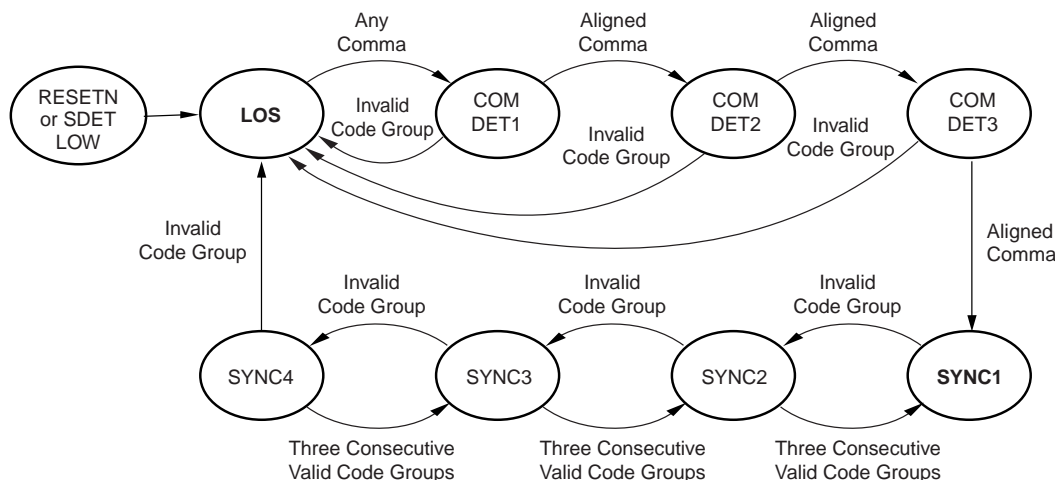 Any
Comma
Aligned
Comma
Aligned
Comma
RESETN
or SDET
LOW
LOS
Invalid
Code Group
COM
DET1
Invalid
Code Group
COM
DET2
Invalid
Code Group
COM
DET3
Invalid
Code Group
Aligned
Comma
Invalid
Code Group
Invalid
Code Group
Invalid
Code Group
SYNC4
SYNC3
SYNC2
SYNC1
Three Consecutive
Valid Code Groups
Three Consecutive
Valid Code Groups
Three Consecutive
Valid Code Groups